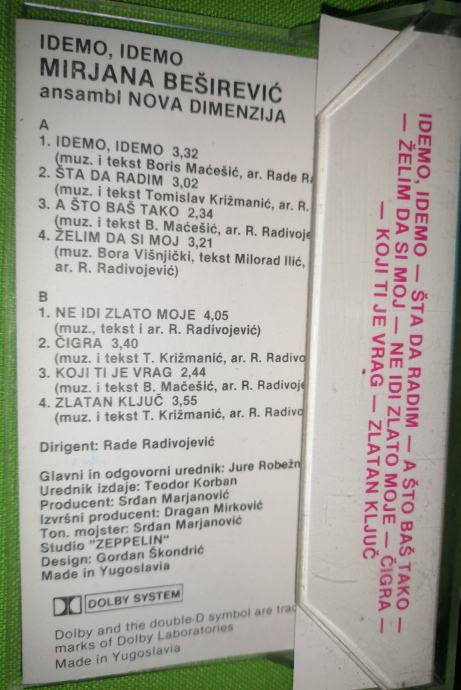 IDEMO, IDEMO
MIRJANA BEŠIREVIĆ
ansambl NOVA DIMENZIJA
A
1. IDEMO, IDEMO 3,32
(muz. i tekst Boris Maćešić, ar. Rade
2. ŠTA DA RADIM 3,02
(muz. i tekst Tomislav Križmanić, ar. R.
3. A ŠTO BAŠ TAKO 2,34
(muz. i tekst B. Maćešić, ar. R. Radivoje
4. ŽELIM DA SI MOJ 3,21
(muz. Bora Višnjički, tekst Milorad Ilić,
ar. R. Radivojević)
B
1. NE IDI ZLATO MOJE 4,05
(muz., tekst i ar. R. Radivojević)
2. ČIGRA 3,40
(muz. i tekst T. Križmanić, ar. R. Radivo
3. KOJI TI JE VRAG 2,44
(muz. i tekst B. Mačešić, ar. R. Radivoje
4. ZLATAN KLJUČ 3,55
(muz. i tekst T. Križmanić, ar. R. Radivo
Dirigent: Rade Radivojević
Glavni in odgovorni urednik: Jure Robežn
Urednik izdaje: Teodor Korban
Producent: Srdan Marjanović
Izvršni producent: Dragan Mirković
Ton. mojster: Srdan Marjanović
Studio "ZEPPELIN"
Design: Gordan Škondrić
Made in Yugoslavia
DOLBY SYSTEM
Dolby and the double-D symbol are trad
marks of Dolby Laboratories
Made in Yugoslavia
IDEMO, IDEMO — ŠTA DA RADIM — A ŠTO BAŠ TAKO —
— ŽELIM DA SI MOJ — NE IDI ZLATO MOJE — ČIGRA —
— KOJI TI JE VRAG — ZLATAN KLJUČ